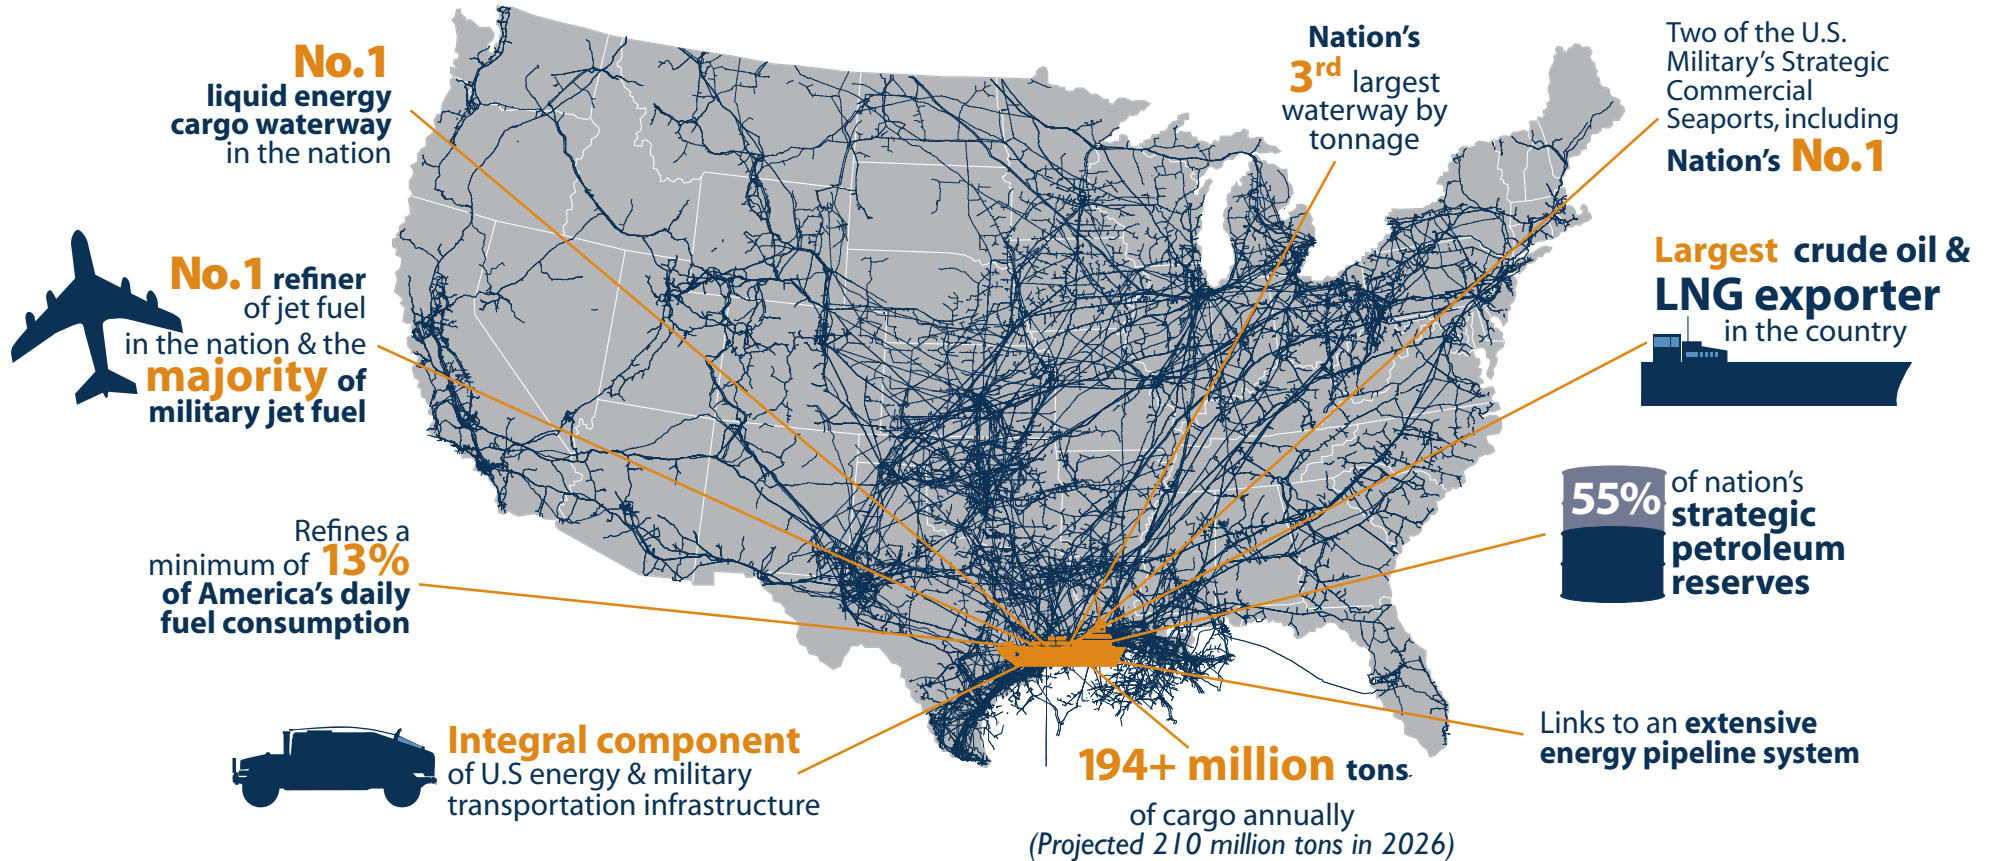 No.1
liquid energy
cargo waterway
in the nation
Nation's
3rd largest
waterway by
tonnage
Two of the U.S.
Military's Strategic
Commercial
Seaports, including
Nation's No.1
No.1 refiner
of jet fuel
in the nation & the
majority of
military jet fuel
Largest crude oil &
LNG exporter
in the country
Refines a
minimum of 13%
of America's daily
fuel consumption
55% of nation's
strategic
petroleum
reserves
Integral component
of U.S energy & military
transportation infrastructure
194+ million tons
of cargo annually
(Projected 210 million tons in 2026)
Links to an extensive
energy pipeline system